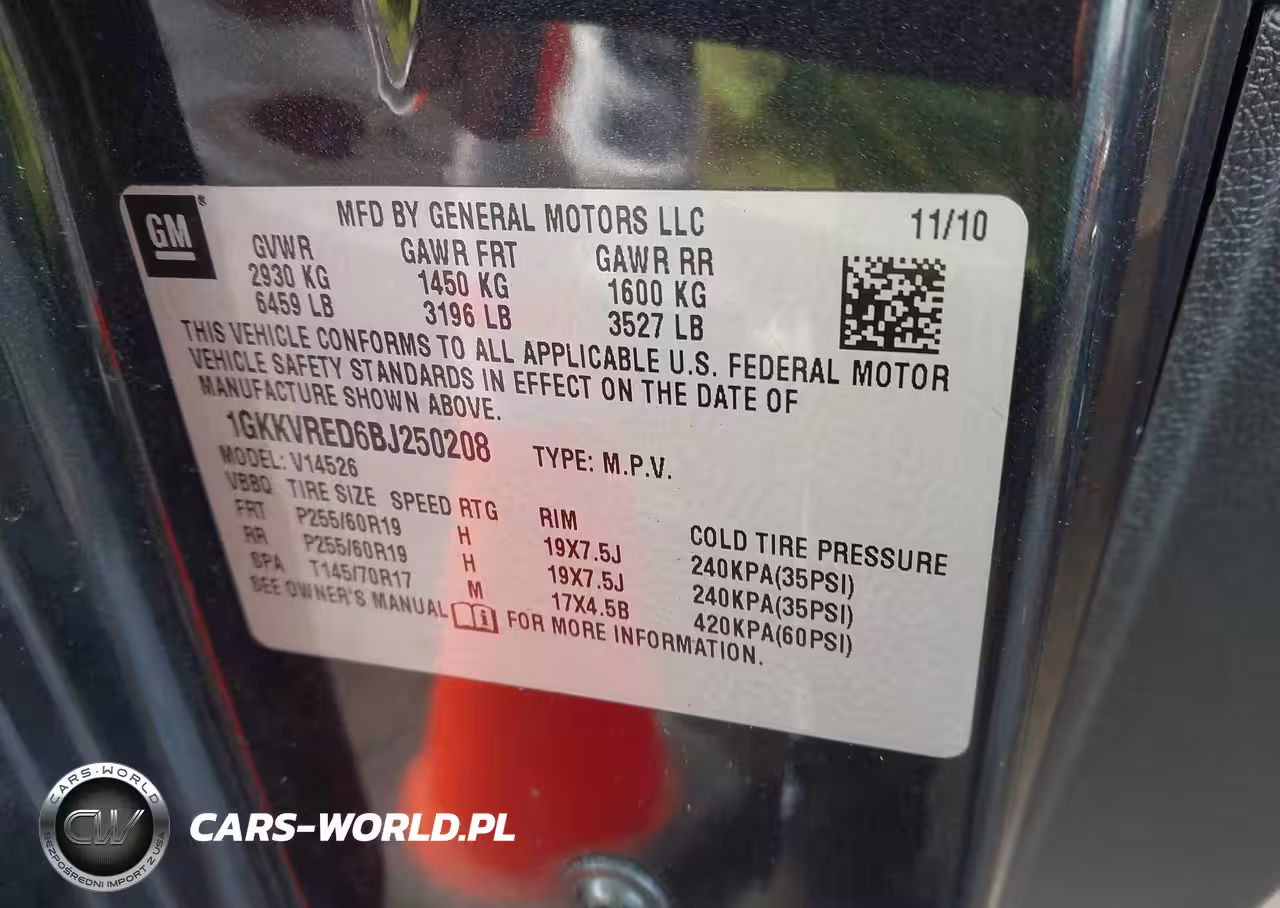 GM
MFD BY GENERAL MOTORS LLC 11/10
GVWR GAWR FRT GAWR RR
2930 KG 1450 KG 1600 KG
6459 LB 3196 LB 3527 LB
THIS VEHICLE CONFORMS TO ALL APPLICABLE U.S. FEDERAL MOTOR
VEHICLE SAFETY STANDARDS IN EFFECT ON THE DATE OF
MANUFACTURE SHOWN ABOVE.
1GKKVRED6BJ250208 TYPE: M.P.V.
MODEL: V14526
VBBQ TIRE SIZE SPEED RTG RIM COLD TIRE PRESSURE
FRT P255/60R19 H 19X7.5J 240KPA(35PSI)
RR P255/60R19 H 19X7.5J 240KPA(35PSI)
SPA T145/70R17 M 17X4.5B 420KPA(60PSI)
SEE OWNER'S MANUAL FOR MORE INFORMATION.
CARS-WORLD
CW
BEZPOŚREDNI IMPORT Z USA
CARS-WORLD.PL